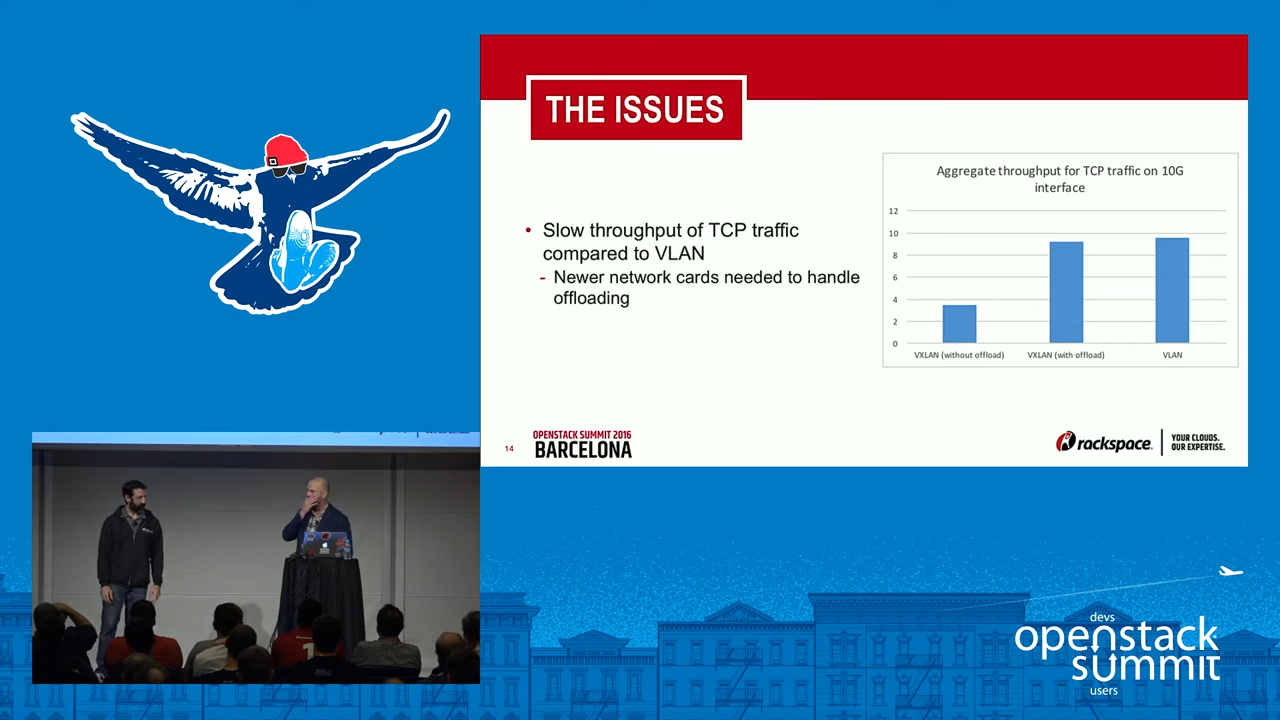 THE ISSUES
• Slow throughput of TCP traffic
compared to VLAN
- Newer network cards needed to handle
offloading
Aggregate throughput for TCP traffic on 10G
interface
12
10
8
6
4
2
0
VXLAN (without offload) VXLAN (with offload) VLAN
14
OPENSTACK SUMMIT 2016
BARCELONA
rackspace.
YOUR CLOUDS.
OUR EXPERTISE.
devs
openstack
summit
users